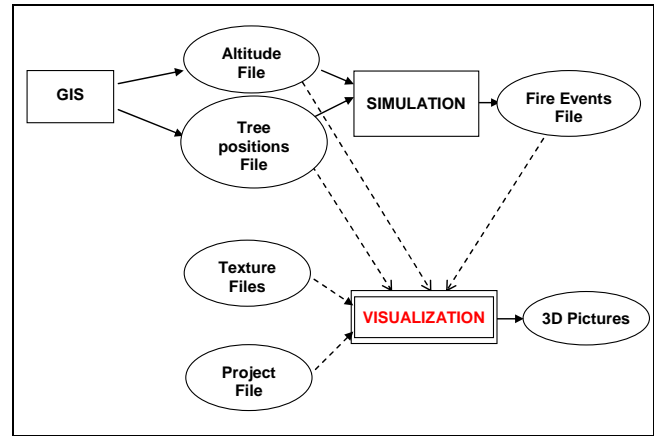 GIS
Altitude
File
Tree
positions
File
SIMULATION
Fire Events
File
Texture
Files
Project
File
VISUALIZATION
3D Pictures